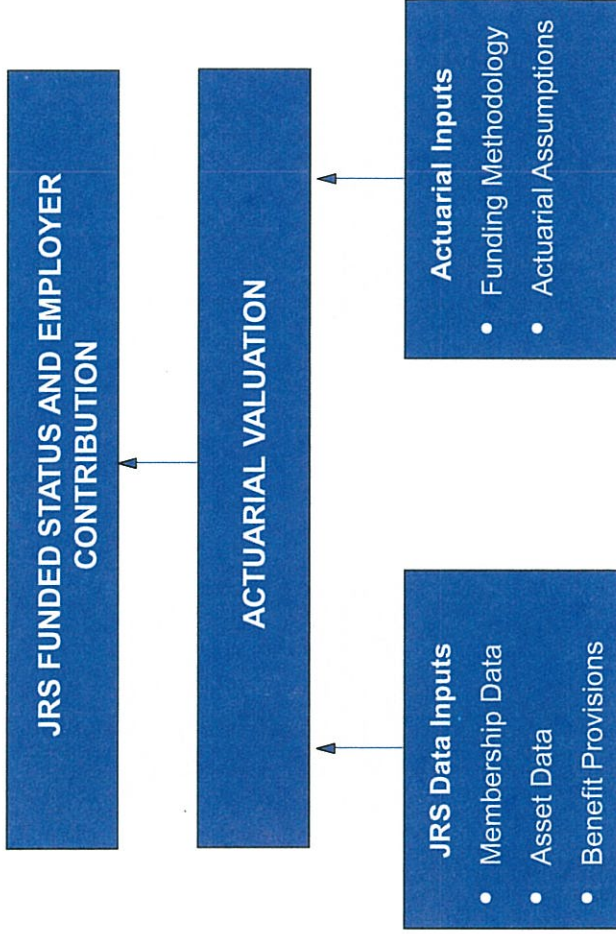 JRS FUNDED STATUS AND EMPLOYER
CONTRIBUTION
ACTUARIAL VALUATION
JRS Data Inputs
• Membership Data
• Asset Data
• Benefit Provisions
Actuarial Inputs
• Funding Methodology
• Actuarial Assumptions